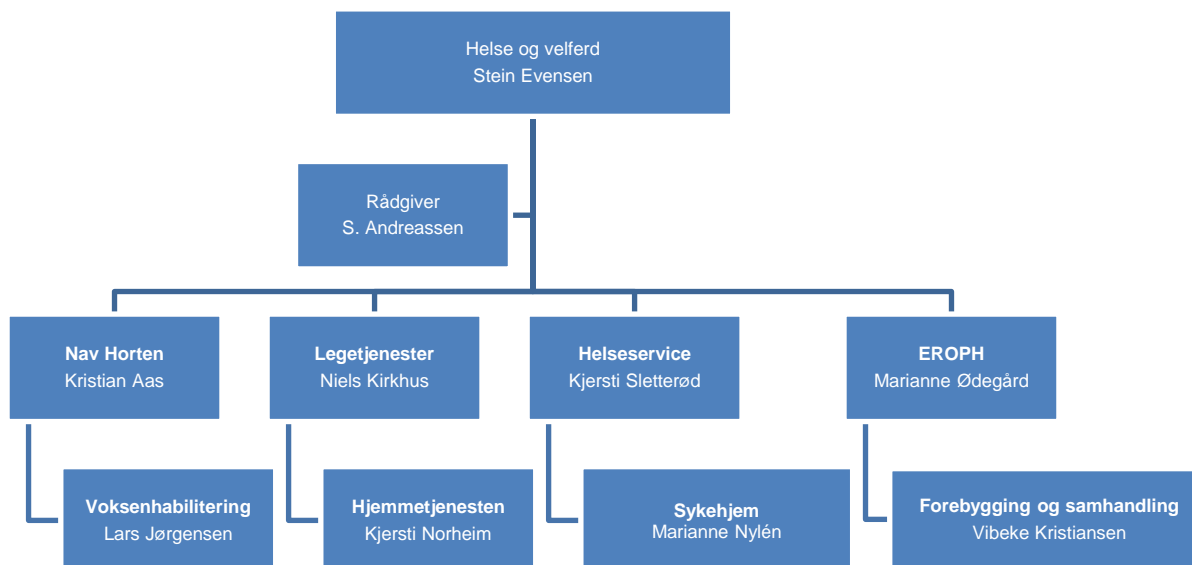 Helse og velferd
Stein Evensen
Rådgiver
S. Andreassen
Nav Horten
Kristian Aas
Legetjenester
Niels Kirkhus
Helseservice
Kjersti Sletterød
EROPH
Marianne Ødegård
Voksenhabilitering
Lars Jørgensen
Hjemmetjenesten
Kjersti Norheim
Sykehjem
Marianne Nylén
Forebygging og samhandling
Vibeke Kristiansen